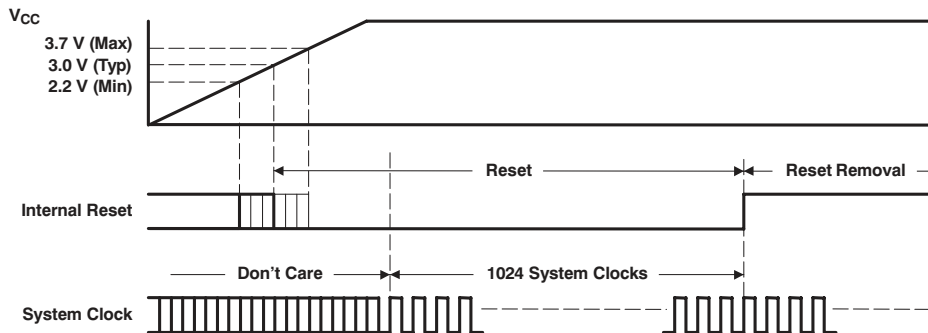 VCC
3.7 V (Max)
3.0 V (Typ)
2.2 V (Min)
Reset
Reset Removal
Internal Reset
Don't Care
1024 System Clocks
System Clock